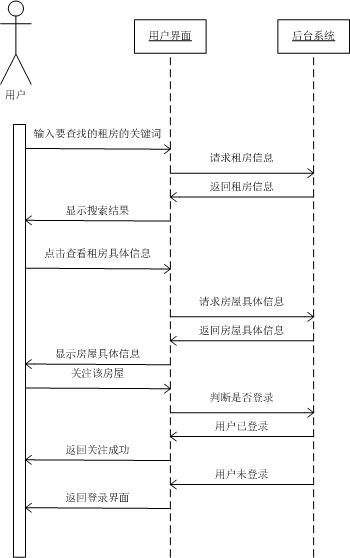 用户界面
后台系统
用户
输入要查找的租房的关键词
请求租房信息
返回租房信息
显示搜索结果
点击查看租房具体信息
请求房屋具体信息
返回房屋具体信息
显示房屋具体信息
关注该房屋
判断是否登录
用户已登录
返回关注成功
用户未登录
返回登录界面